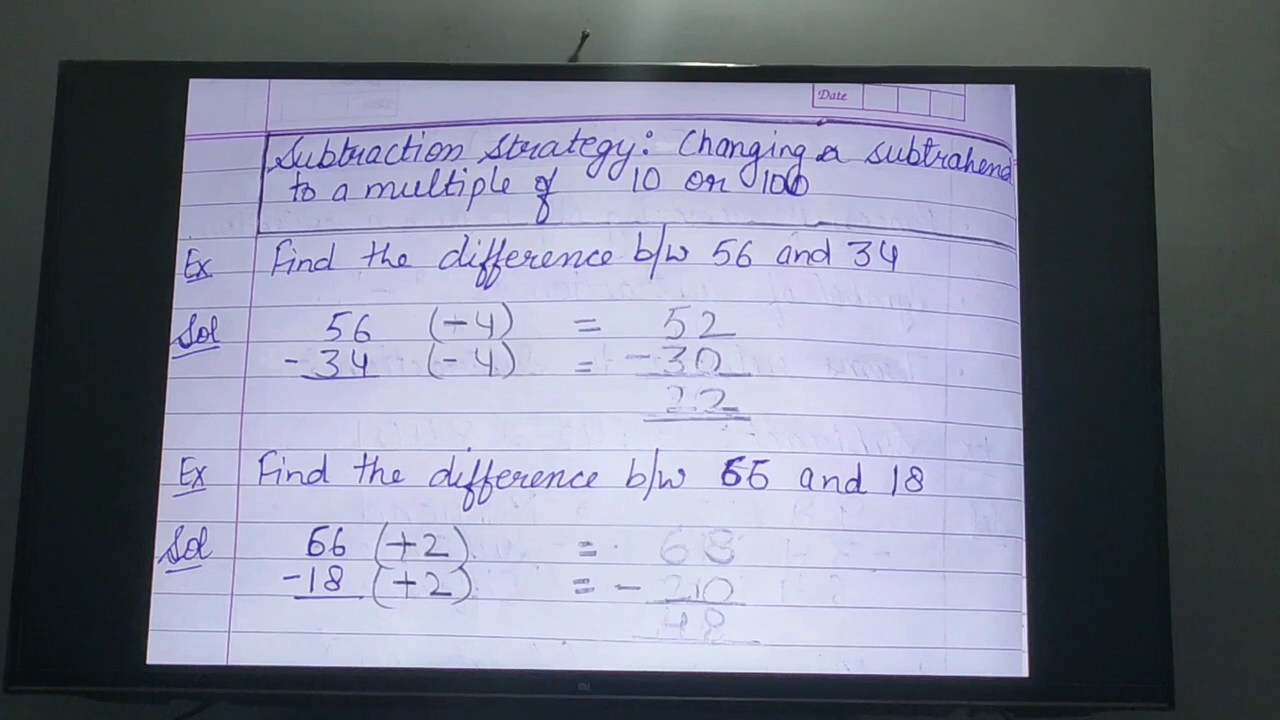 Date
Subtraction Strategy: Changing a subtrahend
to a multiple of 10 or 100
Ex Find the difference b/w 56 and 34
Sol 56 (-4) = 52
-34 (-4) = -30
22
Ex Find the difference b/w 66 and 18
Sol 66 (+2) = 68
-18 (+2) = -20
48
mi